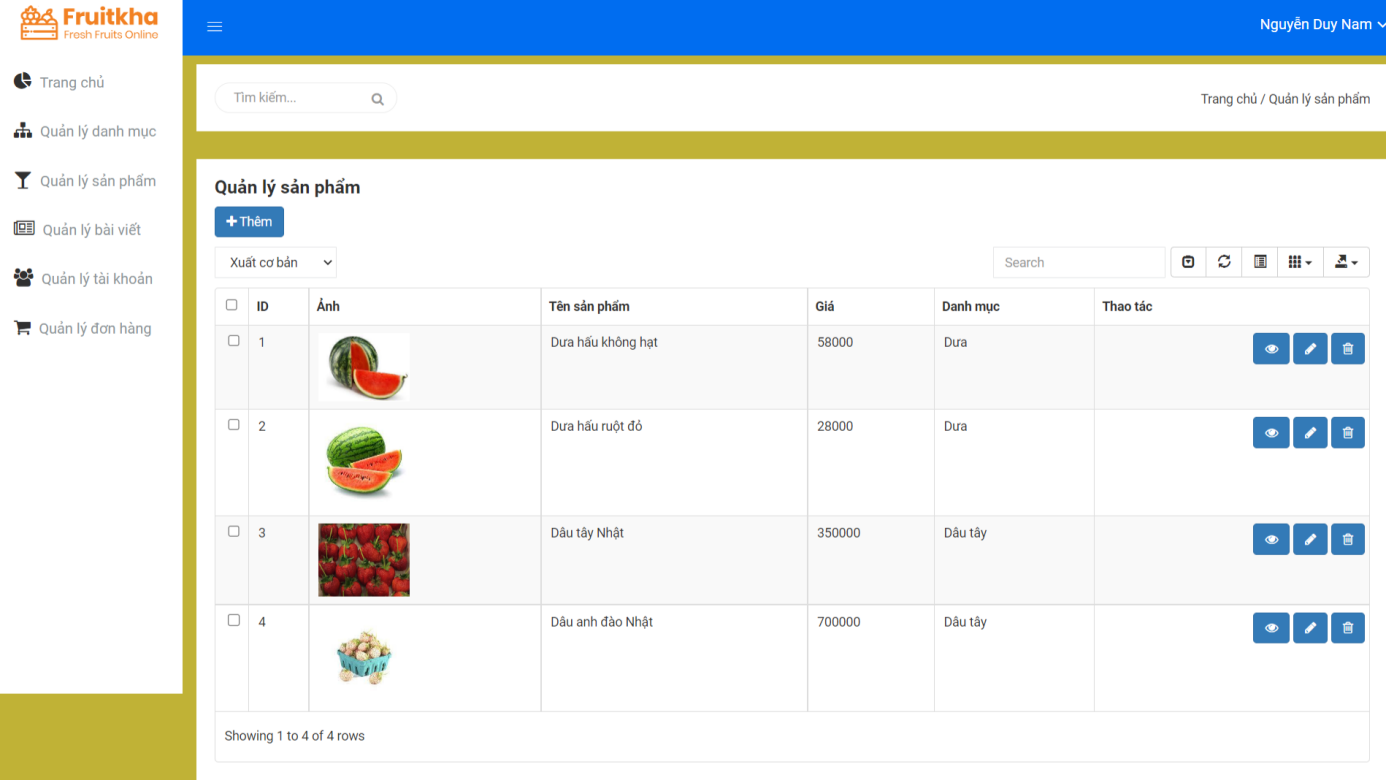 Fruitkha
Fresh Fruits Online
Nguyễn Duy Nam
Trang chủ
Quản lý danh mục
Quản lý sản phẩm
Quản lý bài viết
Quản lý tài khoản
Quản lý đơn hàng
Tìm kiếm...
Trang chủ / Quản lý sản phẩm
Quản lý sản phẩm
Thêm
Xuất cơ bản
Search
ID Ảnh Tên sản phẩm Giá Danh mục Thao tác
1 Dưa hấu không hạt 58000 Dưa
2 Dưa hấu ruột đỏ 28000 Dưa
3 Dâu tây Nhật 350000 Dâu tây
4 Dâu anh đào Nhật 700000 Dâu tây
Showing 1 to 4 of 4 rows